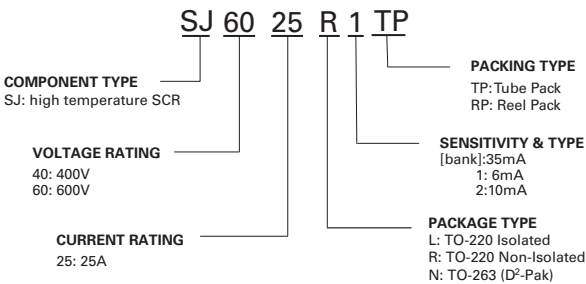 SJ 60 25 R 1 TP
COMPONENT TYPE
SJ: high temperature SCR
VOLTAGE RATING
40: 400V
60: 600V
CURRENT RATING
25: 25A
PACKING TYPE
TP: Tube Pack
RP: Reel Pack
SENSITIVITY & TYPE
[bank]:35mA
1: 6mA
2:10mA
PACKAGE TYPE
L: TO-220 Isolated
R: TO-220 Non-Isolated
N: TO-263 (D²-Pak)